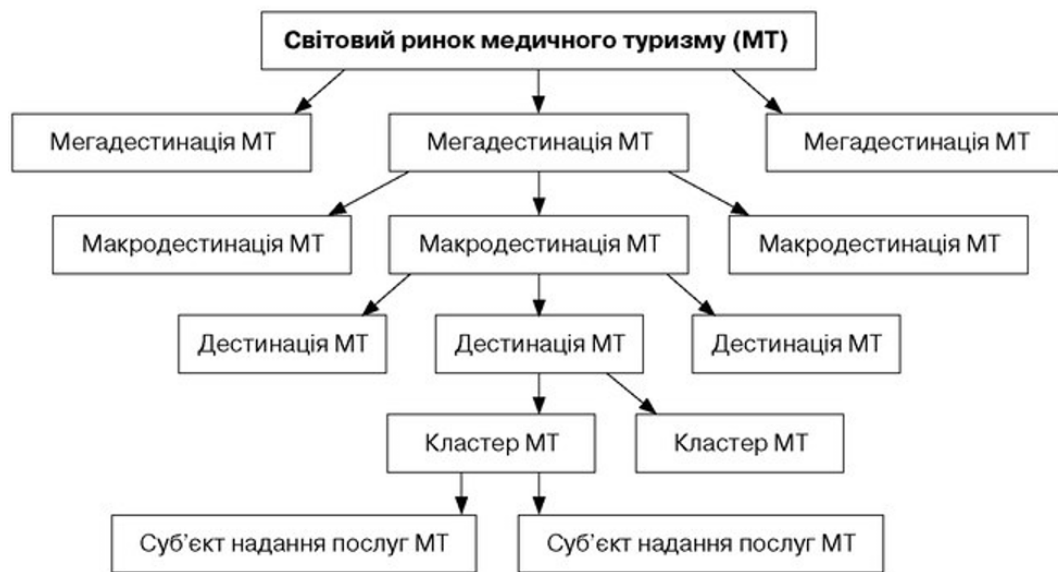 Світовий ринок медичного туризму (МТ)
Мегадестинація МТ
Мегадестинація МТ
Мегадестинація МТ
Макродестинація МТ
Макродестинація МТ
Макродестинація МТ
Дестинація МТ
Дестинація МТ
Дестинація МТ
Кластер МТ
Кластер МТ
Суб’єкт надання послуг МТ
Суб’єкт надання послуг МТ